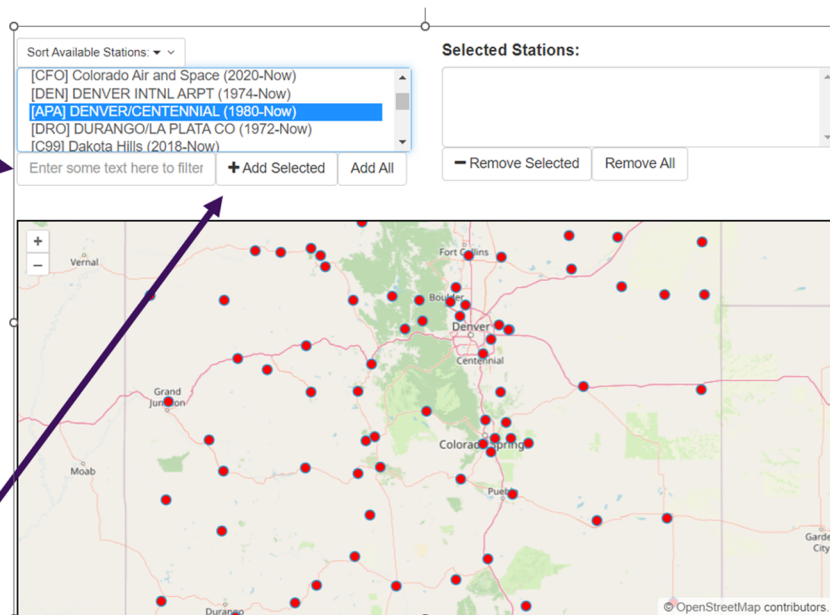 Sort Available Stations:
Selected Stations:
[CFO] Colorado Air and Space (2020-Now)
[DEN] DENVER INTNL ARPT (1974-Now)
[APA] DENVER/CENTENNIAL (1980-Now)
[DRO] DURANGO/LA PLATA CO (1972-Now)
[C99] Dakota Hills (2018-Now)
Enter some text here to filter
+ Add Selected
Add All
− Remove Selected
Remove All
+
−
Vernal
Fort Collins
Boulder
Denver
Centennial
Grand
Junction
Colorado Springs
Moab
Pueblo
Garde
City
Durango
© OpenStreetMap contributors.